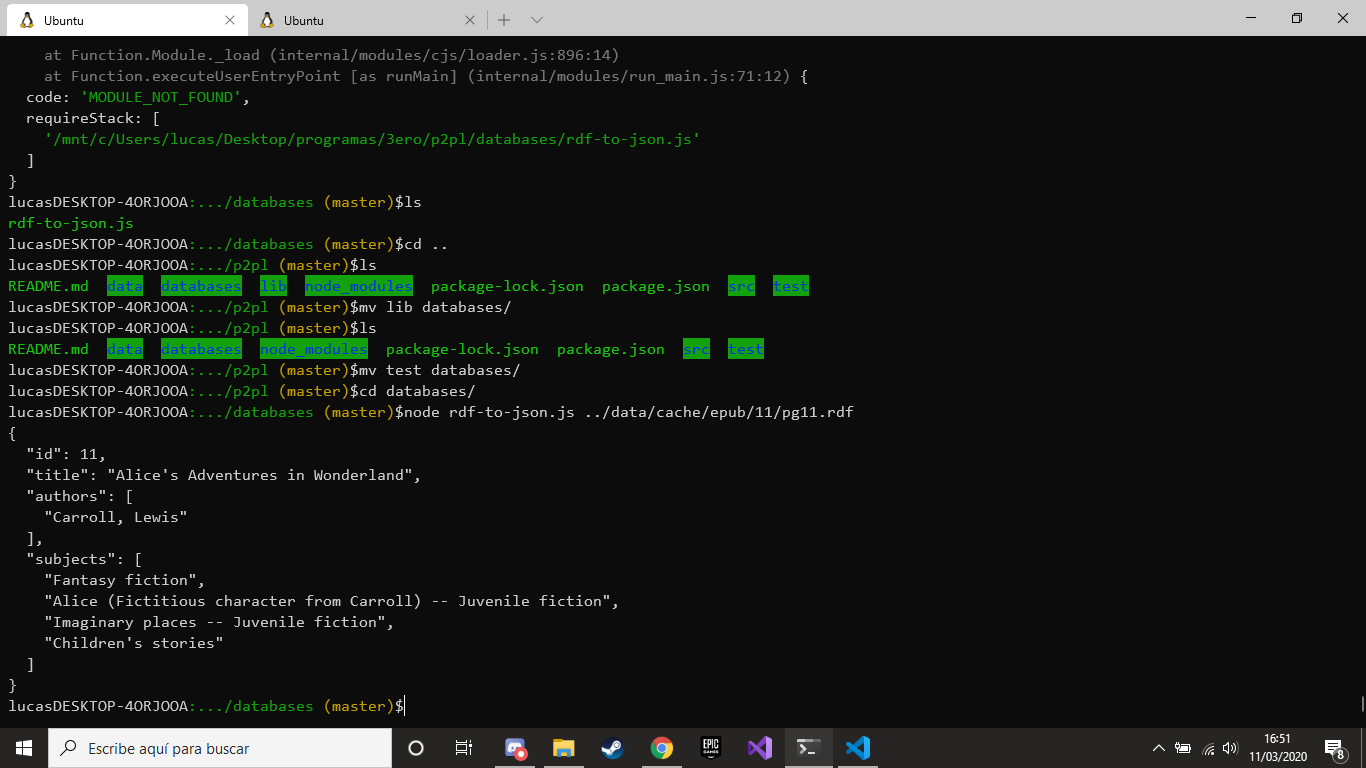 Ubuntu
Ubuntu
    at Function.Module._load (internal/modules/cjs/loader.js:896:14)
    at Function.executeUserEntryPoint [as runMain] (internal/modules/run_main.js:71:12) {
  code: 'MODULE_NOT_FOUND',
  requireStack: [
    '/mnt/c/Users/lucas/Desktop/programas/3ero/p2pl/databases/rdf-to-json.js'
  ]
}
lucasDESKTOP-4ORJOOA:.../databases (master)$ls
rdf-to-json.js
lucasDESKTOP-4ORJOOA:.../databases (master)$cd ..
lucasDESKTOP-4ORJOOA:.../p2pl (master)$ls
README.md  data  databases  lib  node_modules  package-lock.json  package.json  src  test
lucasDESKTOP-4ORJOOA:.../p2pl (master)$mv lib databases/
lucasDESKTOP-4ORJOOA:.../p2pl (master)$ls
README.md  data  databases  node_modules  package-lock.json  package.json  src  test
lucasDESKTOP-4ORJOOA:.../p2pl (master)$mv test databases/
lucasDESKTOP-4ORJOOA:.../p2pl (master)$cd databases/
lucasDESKTOP-4ORJOOA:.../databases (master)$node rdf-to-json.js ../data/cache/epub/11/pg11.rdf
{
  "id": 11,
  "title": "Alice's Adventures in Wonderland",
  "authors": [
    "Carroll, Lewis"
  ],
  "subjects": [
    "Fantasy fiction",
    "Alice (Fictitious character from Carroll) -- Juvenile fiction",
    "Imaginary places -- Juvenile fiction",
    "Children's stories"
  ]
}
lucasDESKTOP-4ORJOOA:.../databases (master)$
Escribe aquí para buscar
EPIC
GAMES
16:51
11/03/2020
8